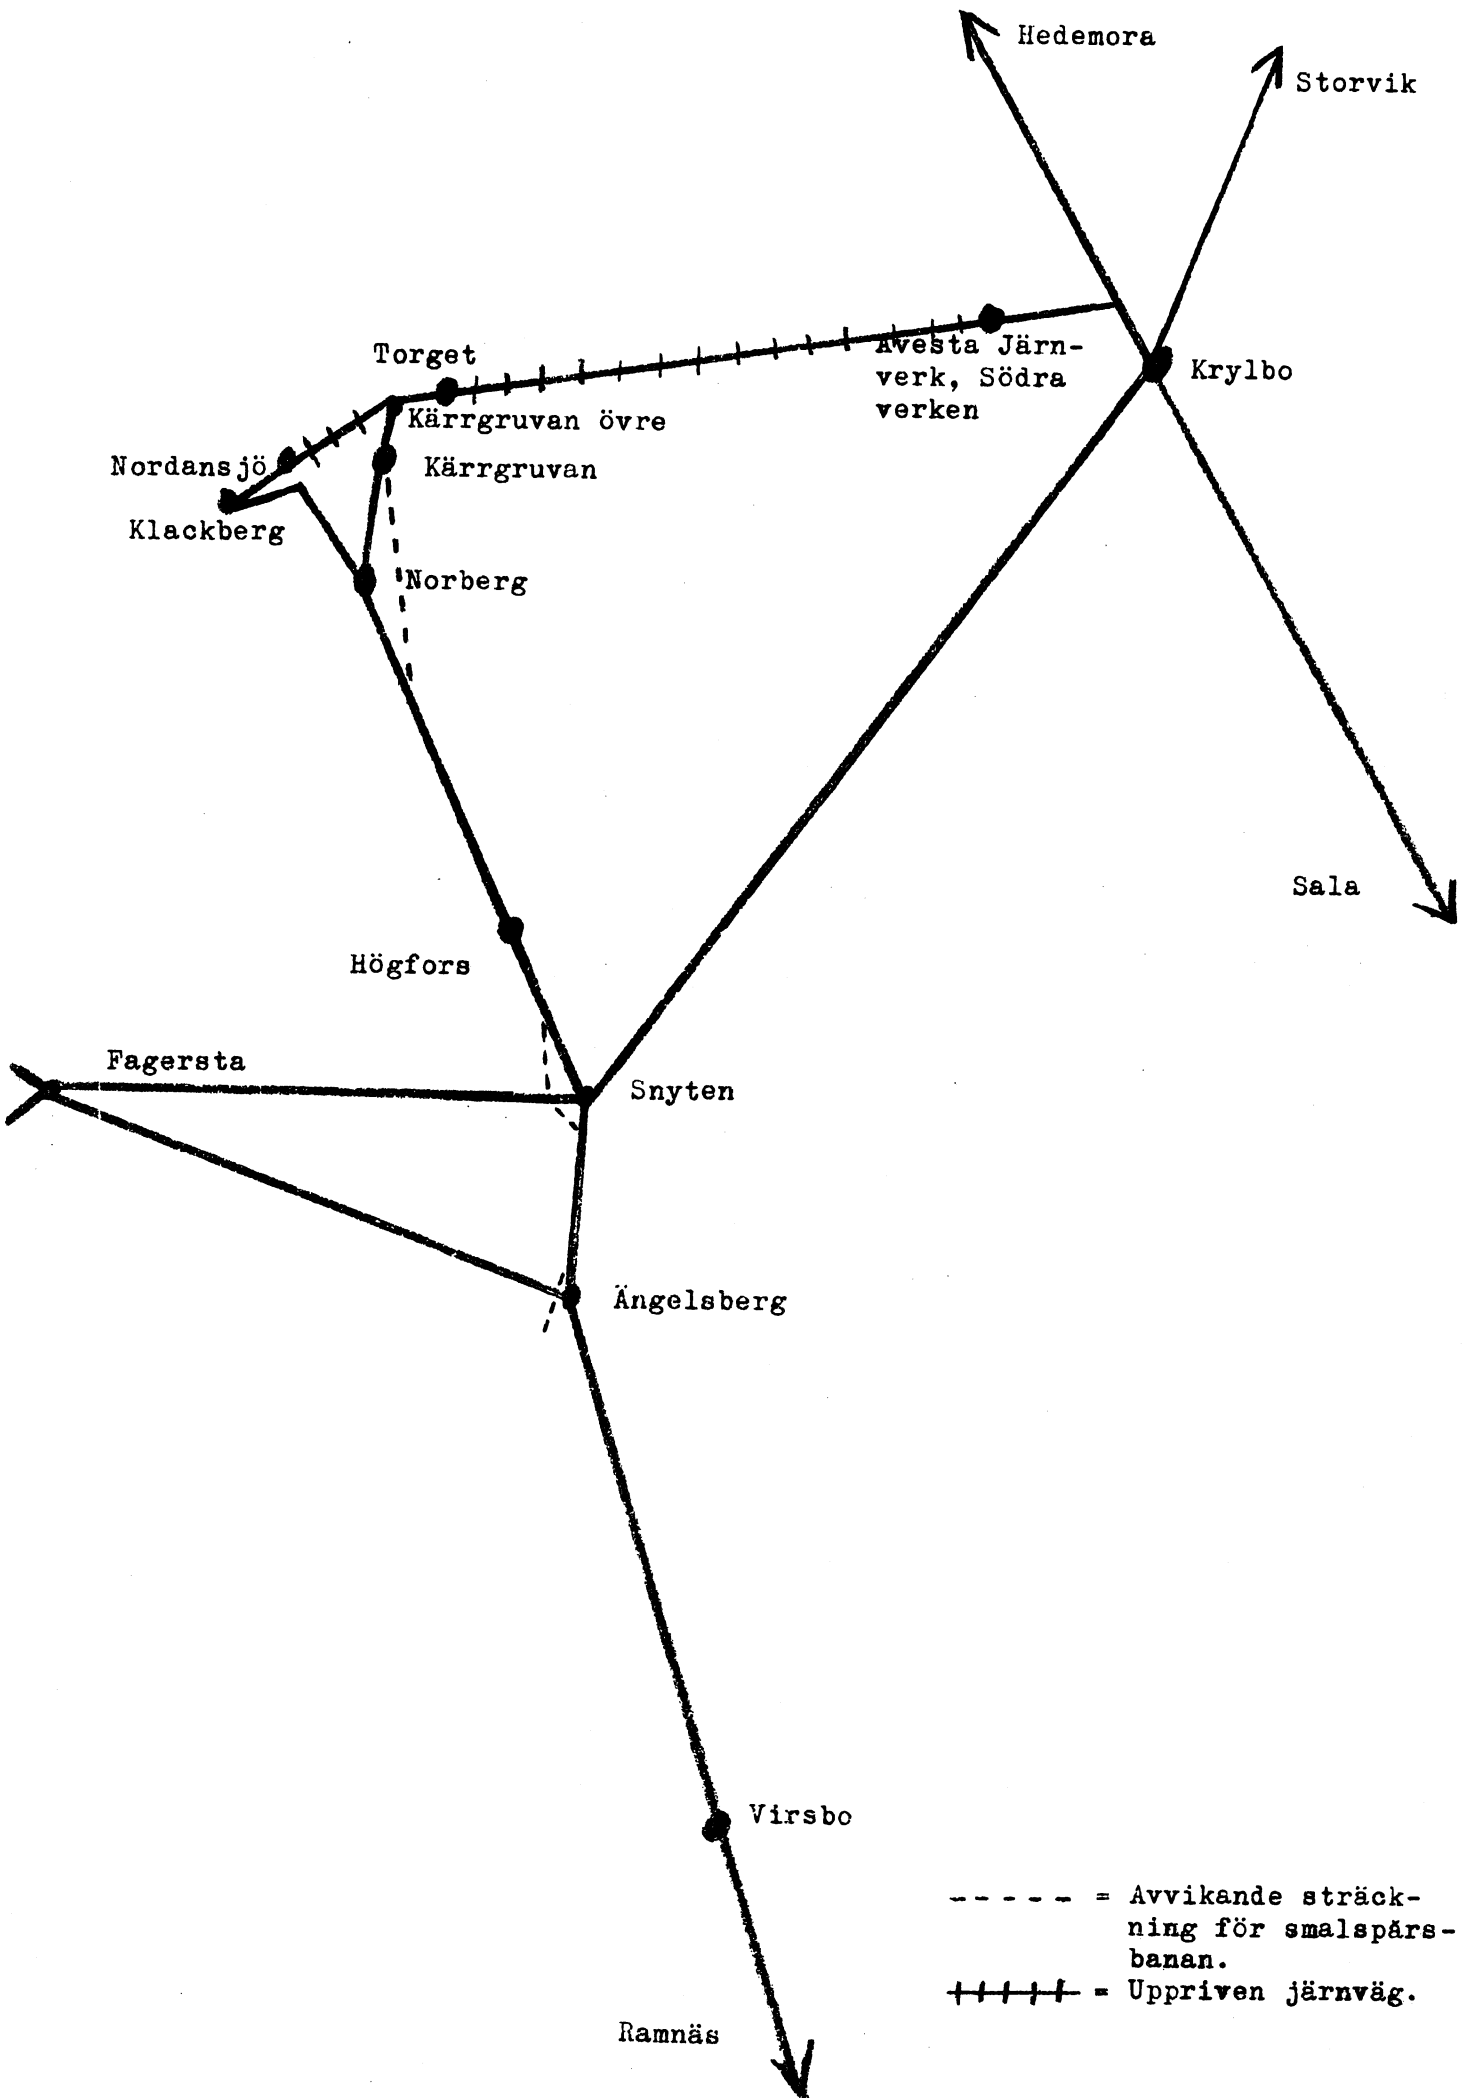 Hedemora
Storvik
Torget
Avesta Järn-
verk, Södra
verken
Krylbo
Kärrgruvan övre
Nordansjö
Kärrgruvan
Klackberg
Norberg
Sala
Högfors
Fagersta
Snyten
Ängelsberg
Virsbo
= Avvikande sträck-
ning för smalspårs-
banan.
= Uppriven järnväg.
Ramnäs